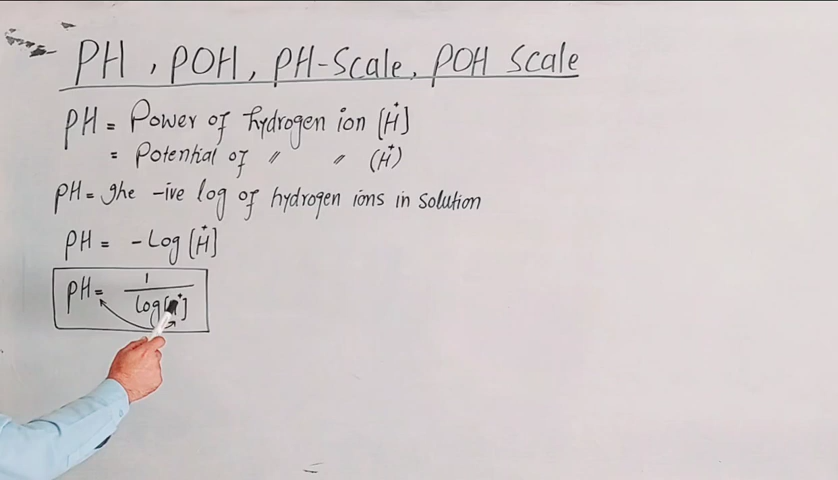 PH, POH, PH-Scale, POH Scale
PH = Power of hydrogen ion [H⁺]
= Potential of 〃 〃 (H⁺)
PH = The -ive log of hydrogen ions in solution
PH = -Log [H⁺]
PH = 1 / Log[H⁺]